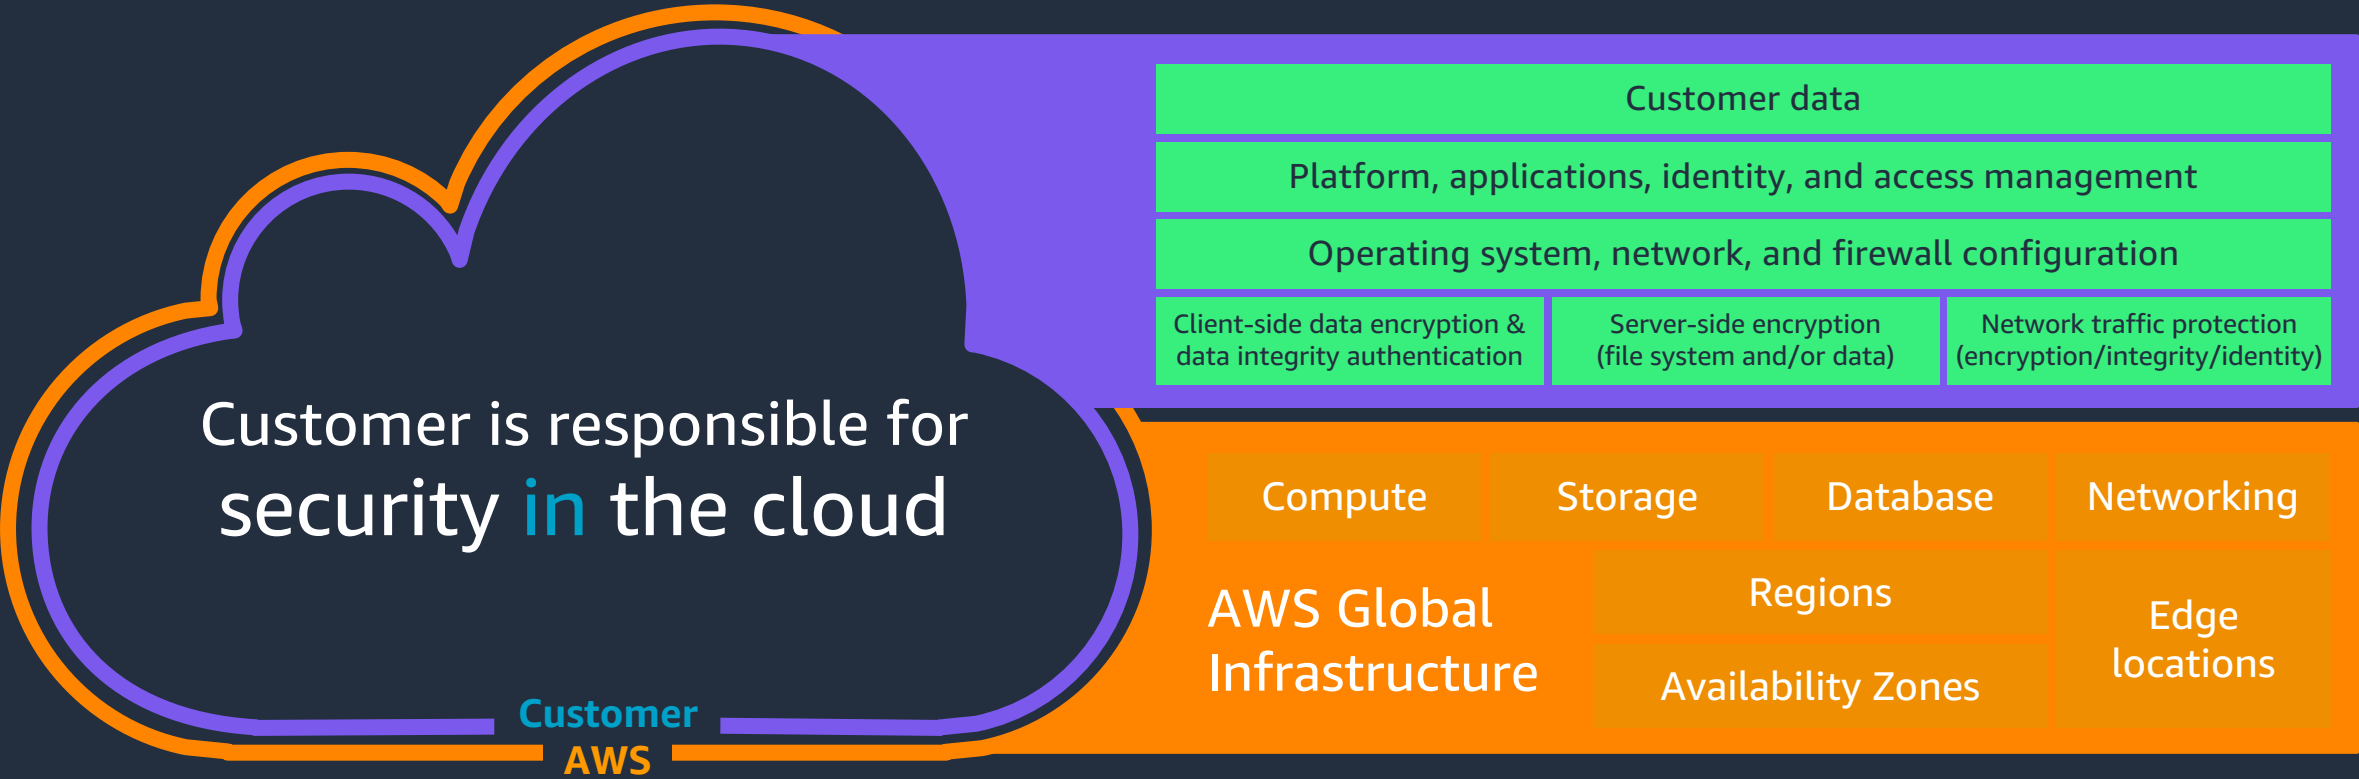 Customer data
Platform, applications, identity, and access management
Operating system, network, and firewall configuration
Client-side data encryption &
data integrity authentication
Server-side encryption
(file system and/or data)
Network traffic protection
(encryption/integrity/identity)
Customer is responsible for
security in the cloud
Compute
Storage
Database
Networking
AWS Global
Infrastructure
Regions
Availability Zones
Edge
locations
Customer
AWS